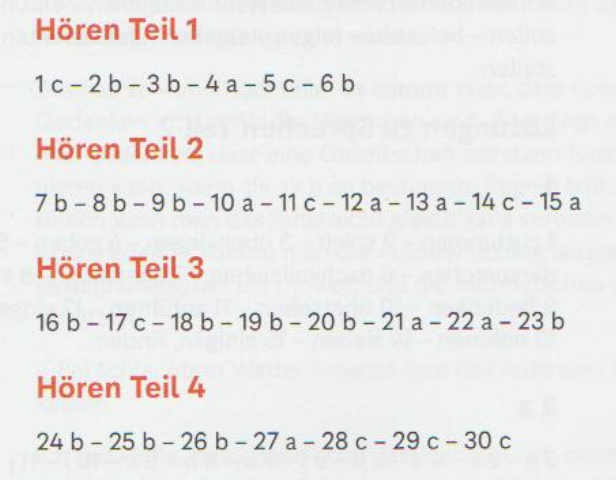 Hören Teil 1
1 c – 2 b – 3 b – 4 a – 5 c – 6 b
Hören Teil 2
7 b – 8 b – 9 b – 10 a – 11 c – 12 a – 13 a – 14 c – 15 a
Hören Teil 3
16 b – 17 c – 18 b – 19 b – 20 b – 21 a – 22 a – 23 b
Hören Teil 4
24 b – 25 b – 26 b – 27 a – 28 c – 29 c – 30 c